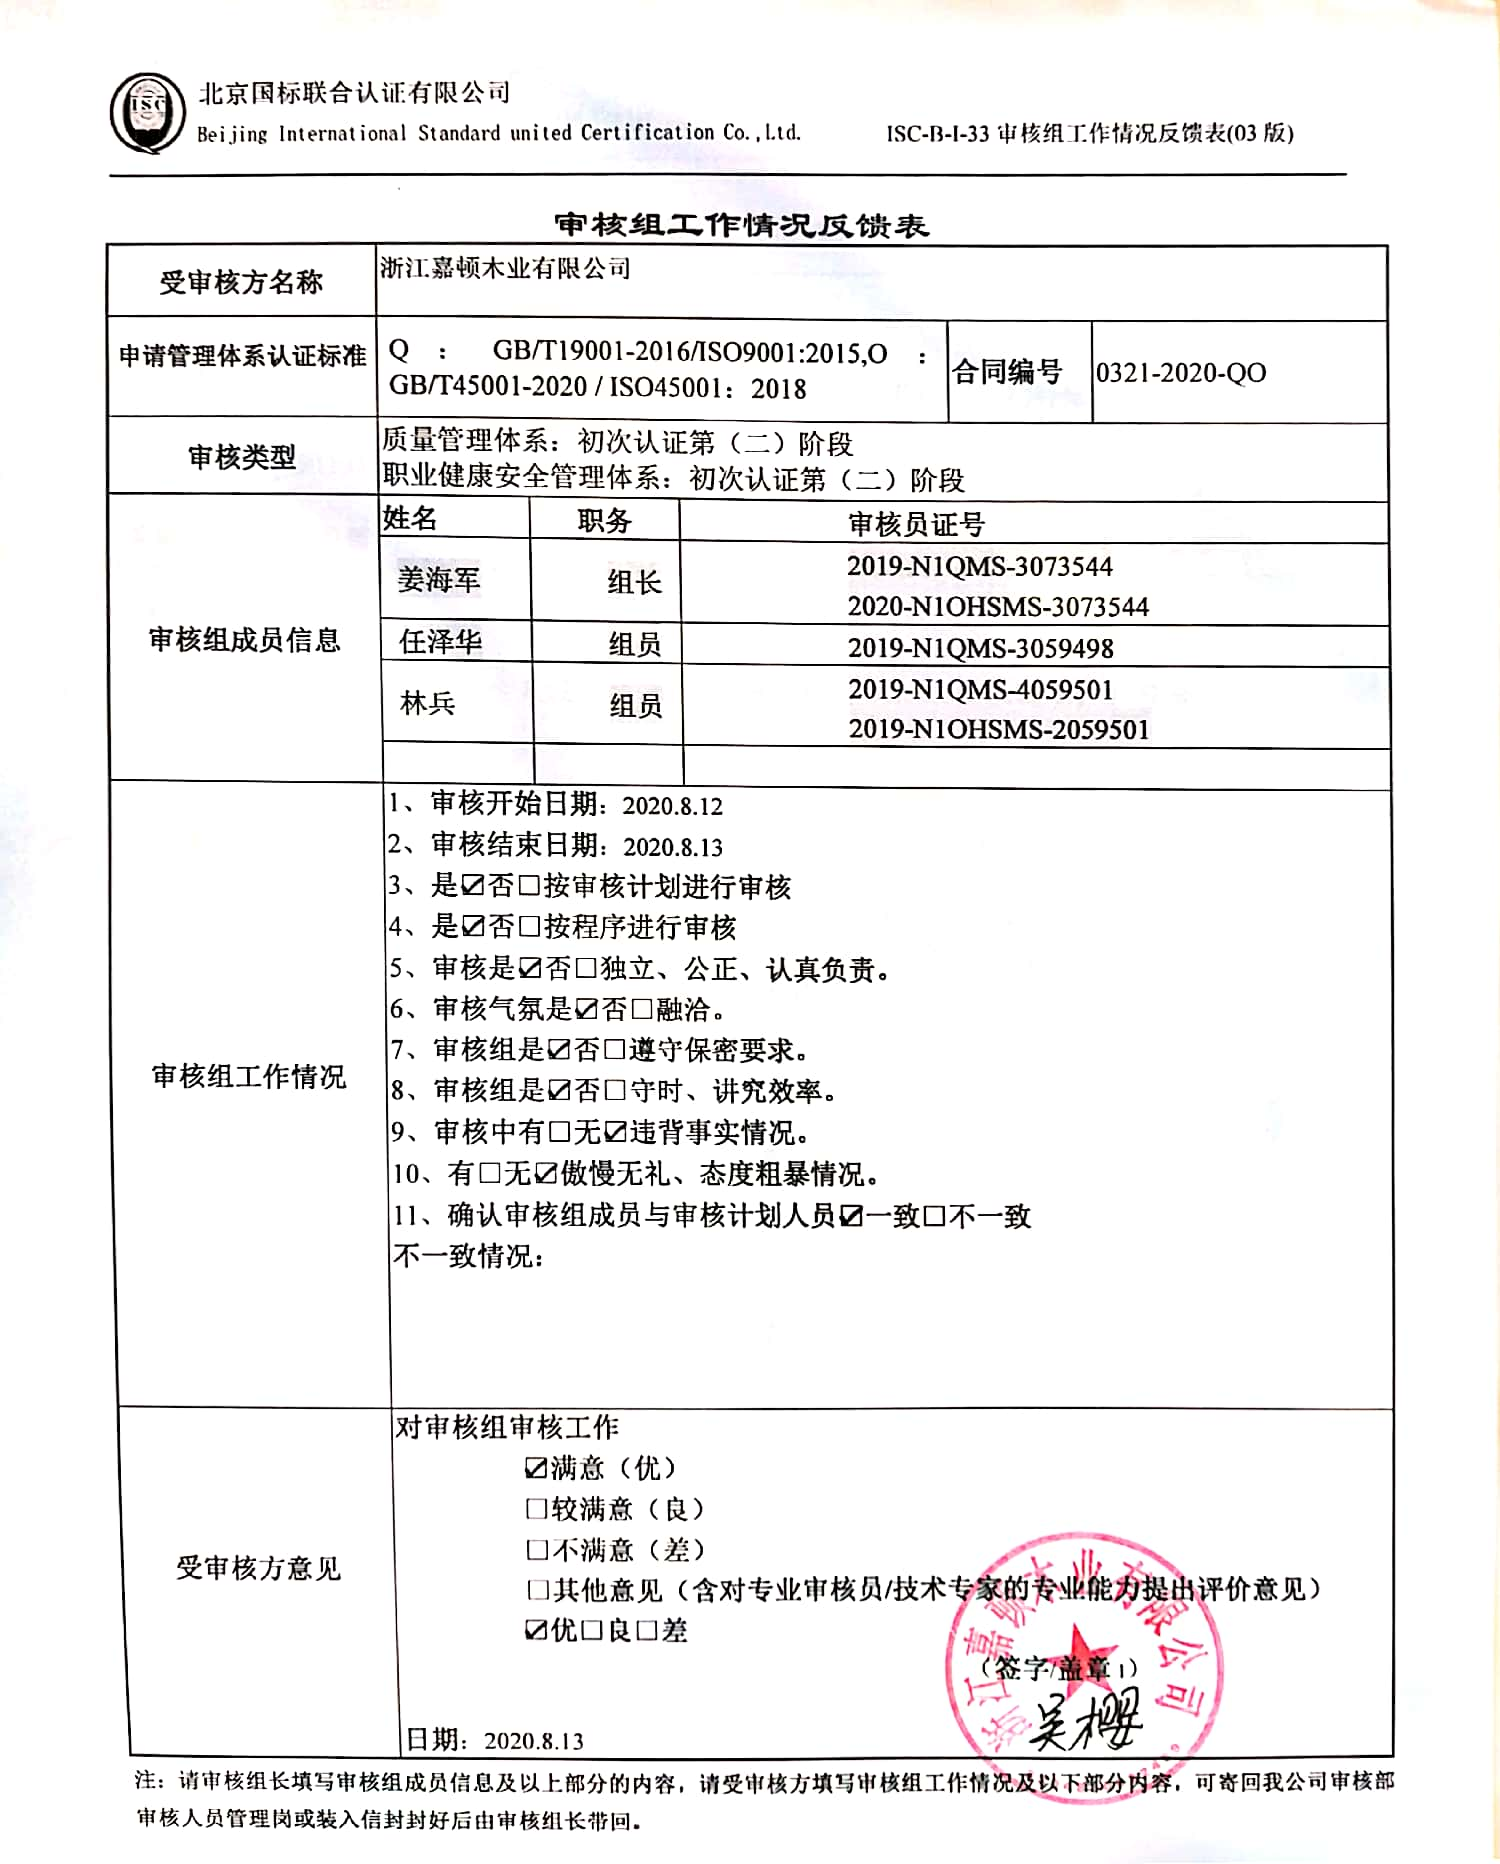 ISC
北京国标联合认证有限公司
Beijing International Standard united Certification Co.,Ltd.
ISC-B-I-33 审核组工作情况反馈表(03 版)
审核组工作情况反馈表
受审核方名称
浙江嘉顿木业有限公司
申请管理体系认证标准
Q : GB/T19001-2016/ISO9001:2015,O :
GB/T45001-2020 / ISO45001：2018
合同编号
0321-2020-QO
审核类型
质量管理体系：初次认证第（二）阶段
职业健康安全管理体系：初次认证第（二）阶段
审核组成员信息
姓名 职务 审核员证号
姜海军 组长 2019-N1QMS-3073544
2020-N1OHSMS-3073544
任泽华 组员 2019-N1QMS-3059498
林兵 组员 2019-N1QMS-4059501
2019-N1OHSMS-2059501
审核组工作情况
1、审核开始日期：2020.8.12
2、审核结束日期：2020.8.13
3、是☑否☐按审核计划进行审核
4、是☑否☐按程序进行审核
5、审核是☑否☐独立、公正、认真负责。
6、审核气氛是☑否☐融洽。
7、审核组是☑否☐遵守保密要求。
8、审核组是☑否☐守时、讲究效率。
9、审核中有☐无☑违背事实情况。
10、有☐无☑傲慢无礼、态度粗暴情况。
11、确认审核组成员与审核计划人员☑一致☐不一致
不一致情况：
受审核方意见
对审核组审核工作
☑满意（优）
☐较满意（良）
☐不满意（差）
☐其他意见（含对专业审核员/技术专家的专业能力提出评价意见）
☑优☐良☐差
（签字/盖章）
吴樱
浙江嘉顿木业有限公司
日期：2020.8.13
注：请审核组长填写审核组成员信息及以上部分的内容，请受审核方填写审核组工作情况及以下部分内容，可寄回我公司审核部
审核人员管理岗或装入信封封好后由审核组长带回。